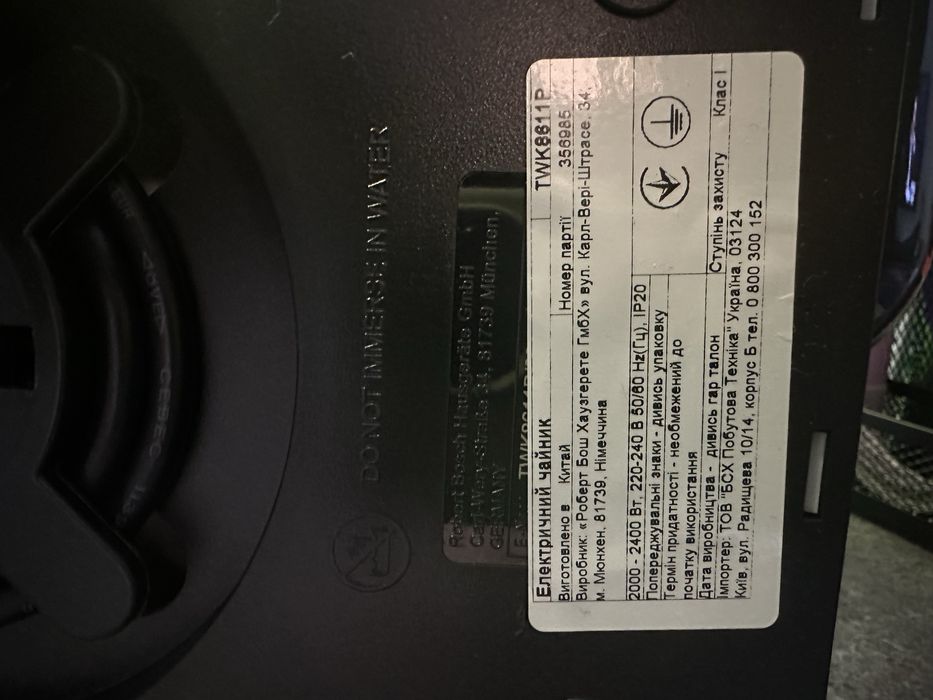 DO NOT IMMERSE IN WATER
Robert Bosch Hausgeräte GmbH
Carl-Wery-Straße 34, 81739 München,
GERMANY
Електричний чайник TWK8611P
Виготовлено в Китай Номер партії 356985
Виробник: «Роберт Бош Хаузгерете ГмбХ» вул. Карл-Вері-Штрасе, 34,
м. Мюнхен, 81739, Німеччина
2000 - 2400 Вт, 220-240 В 50/60 Hz(Гц), IP20
Попереджувальні знаки - дивись упаковку
Термін придатності - необмежений до
початку використання
Дата виробництва - дивись гар талон Ступінь захисту Клас I
Імпортер: ТОВ "БСХ Побутова Техніка" Україна, 03124
Київ, вул. Радищева 10/14, корпус Б тел. 0 800 300 152